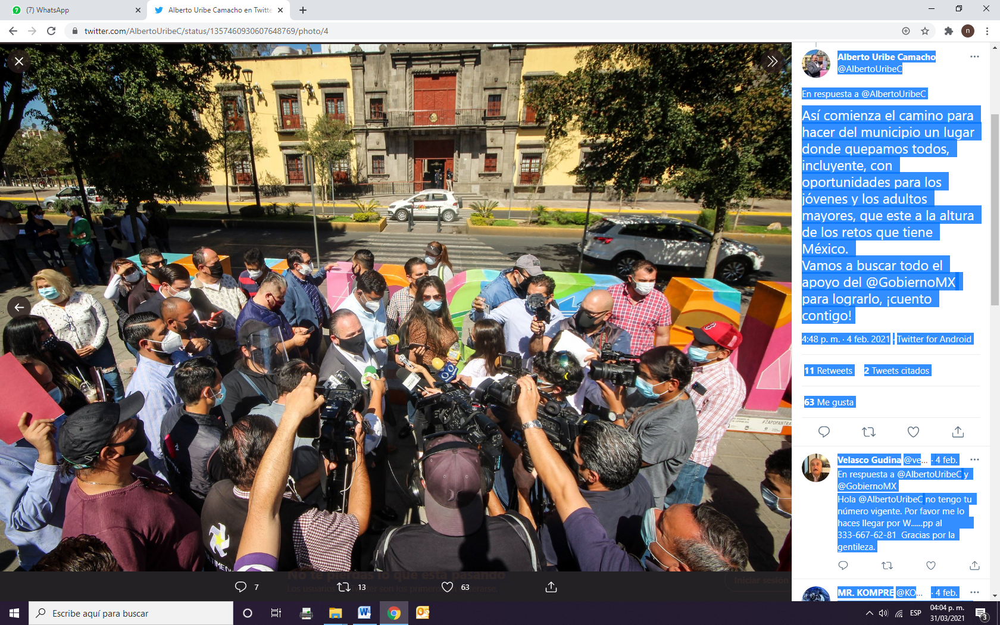 (7) WhatsApp
Alberto Uribe Camacho en Twitte
twitter.com/AlbertoUribeC/status/1357460930607648769/photo/4
n
Alberto Uribe Camacho
@AlbertoUribeC
En respuesta a @AlbertoUribeC
Así comienza el camino para
hacer del municipio un lugar
donde quepamos todos,
incluyente, con
oportunidades para los
jóvenes y los adultos
mayores, que este a la altura
de los retos que tiene
México.
Vamos a buscar todo el
apoyo del @GobiernoMX
para lograrlo, ¡cuento
contigo!
4:48 p. m. · 4 feb. 2021 · Twitter for Android
11 Retweets 2 Tweets citados
63 Me gusta
Velasco Gudina @ve... · 4 feb.
En respuesta a @AlbertoUribeC y
@GobiernoMX
Hola @AlbertoUribeC no tengo tu
número vigente. Por favor me lo
haces llegar por W......pp al
333-667-62-81 Gracias por la
gentileza.
MR. KOMPRE @KO... · 4 feb.
No te pierdas lo que está pasando
Los usuarios de Twitter son los primeros en enterarse.
Iniciar sesión
7 13 63
Escribe aquí para buscar
ESP
04:04 p. m.
31/03/2021
3